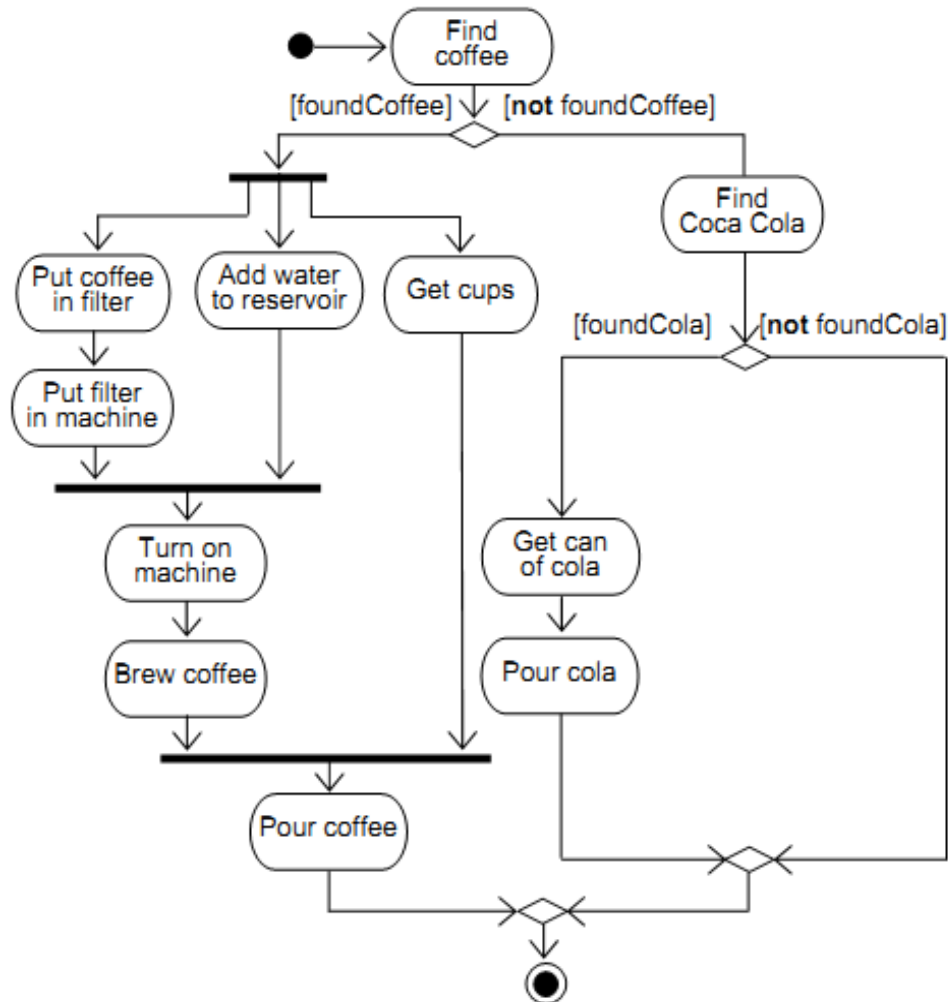 Find
coffee
[foundCoffee]
[not foundCoffee]
Find
Coca Cola
Put coffee
in filter
Add water
to reservoir
Get cups
[foundCola]
[not foundCola]
Put filter
in machine
Turn on
machine
Get can
of cola
Brew coffee
Pour cola
Pour coffee